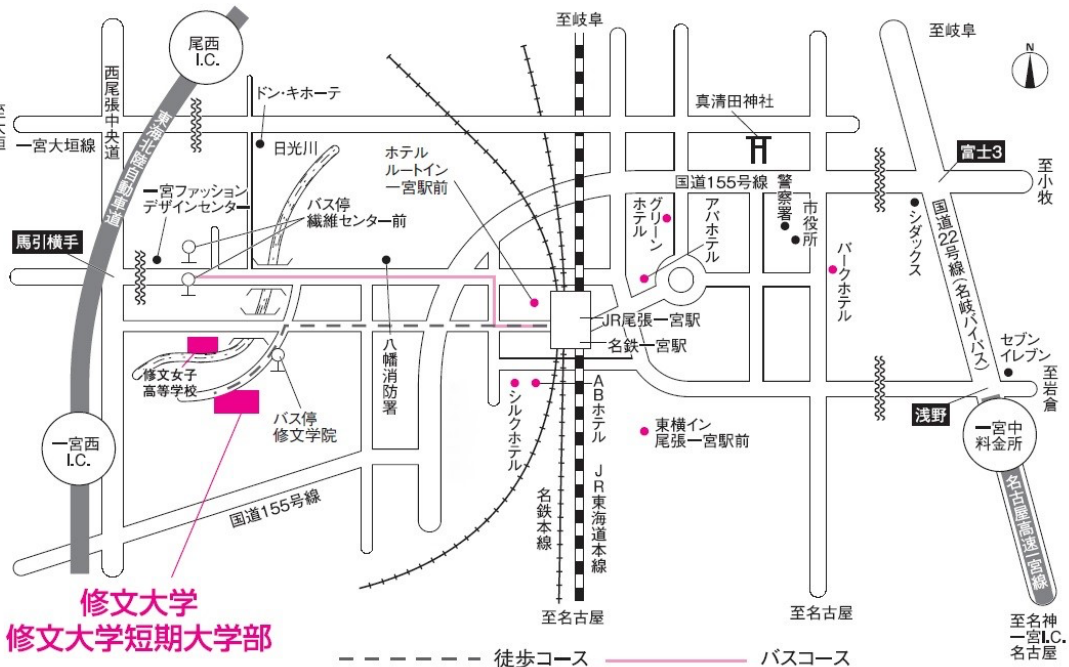 至岐阜
至岐阜
N
尾西
I.C.
西尾張中央道
東海北陸自動車道
ドン・キホーテ
真清田神社
一宮大垣線
日光川
ホテル
ルートイン
一宮駅前
国道155号線
富士3
至小牧
一宮ファッション
デザインセンター
バス停
繊維センター前
グリーン
ホテル
アパホテル
警察署
市役所
シダックス
国道22号線(名岐バイパス)
馬引横手
パークホテル
JR尾張一宮駅
名鉄一宮駅
セブン
イレブン
至岩倉
修文女子
高等学校
八幡消防署
バス停
修文学院
シルクホテル
ABホテル
東横イン
尾張一宮駅前
浅野
一宮中
料金所
一宮西
I.C.
国道155号線
名鉄本線
JR東海道本線
名古屋高速一宮線
修文大学
修文大学短期大学部
至名古屋
至名古屋
至名神
一宮I.C.
名古屋
徒歩コース
バスコース